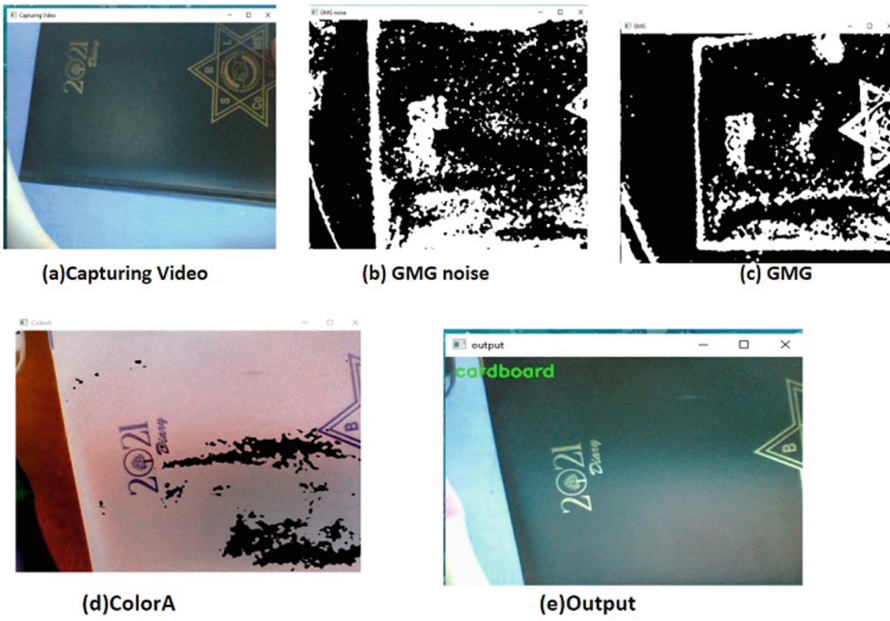 Capturing Video
GMG noise
GMG
2021
Diary
B
L
S
Co
(a)Capturing Video
(b) GMG noise
(c) GMG
ColorA
output
cardboard
2021
Diary
B
2021
Diary
B
(d)ColorA
(e)Output